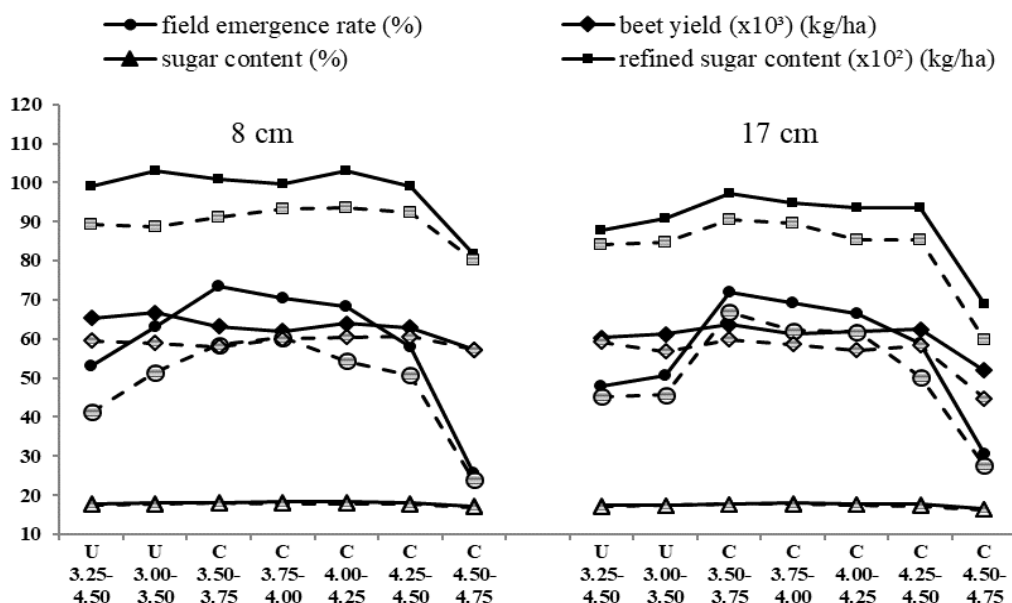 field emergence rate (%)
beet yield (x10³) (kg/ha)
sugar content (%)
refined sugar content (x10²) (kg/ha)
120
110
100
90
80
70
60
50
40
30
20
10
8 cm
17 cm
U U C C C C C U U C C C C C
3.25- 3.00- 3.50- 3.75- 4.00- 4.25- 4.50- 3.25- 3.00- 3.50- 3.75- 4.00- 4.25- 4.50-
4.50 3.50 3.75 4.00 4.25 4.50 4.75 4.50 3.50 3.75 4.00 4.25 4.50 4.75